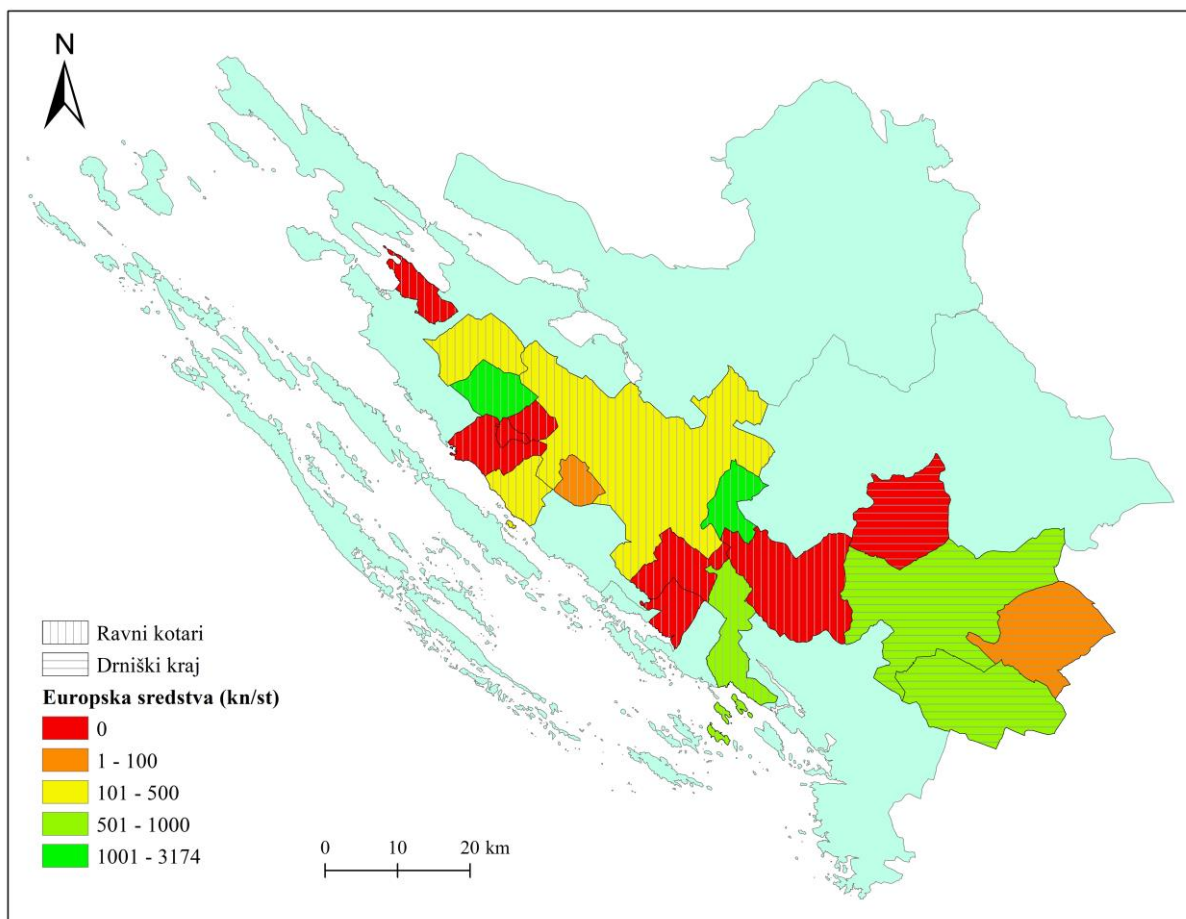 N
Ravni kotari
Drniški kraj
Europska sredstva (kn/st)
0
1 - 100
101 - 500
501 - 1000
1001 - 3174
0 10 20 km